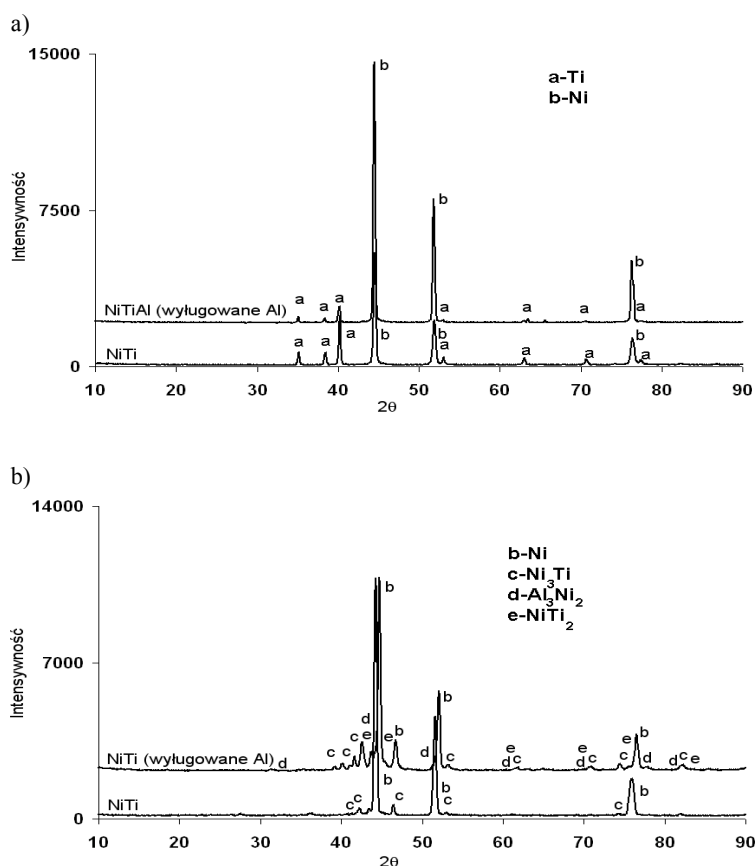 a)
15000
b
a-Ti
b-Ni
b
Intensywność
7500
b
NiTiAl (wyługowane Al)
a a a a a a a
a a a b b a a a b a
NiTi
0
10 20 30 40 50 60 70 80 90
2θ
b)
14000
b-Ni
c-Ni3Ti
d-Al3Ni2
e-NiTi2
b
Intensywność
7000
b
NiTi (wyługowane Al)
d c c c d e e b d c e d c e d c e c b d d c e
NiTi
c c b c b c c b
0
10 20 30 40 50 60 70 80 90
2θ